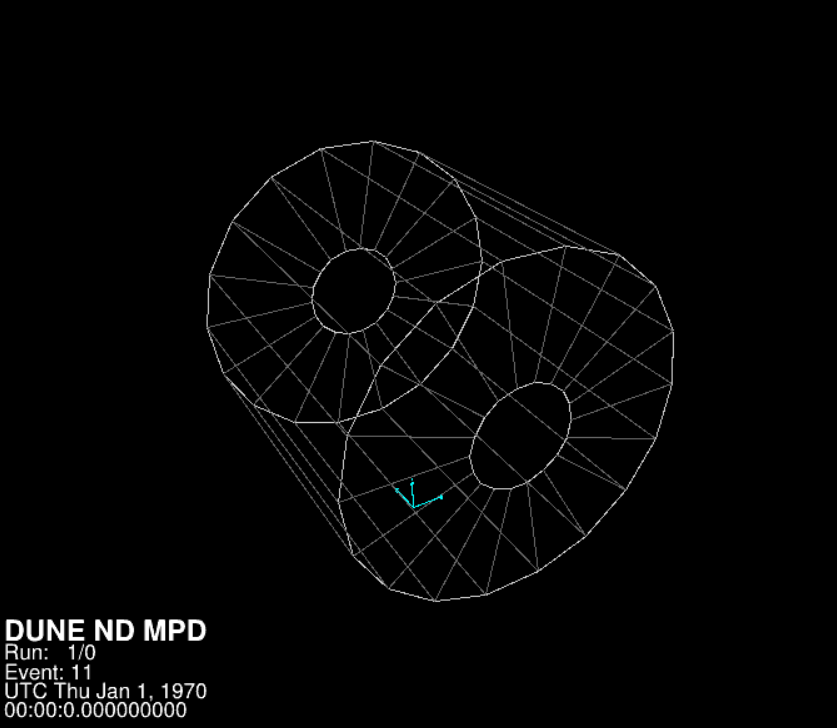 DUNE ND MPD
Run: 1/0
Event: 11
UTC Thu Jan 1, 1970
00:00:0.000000000